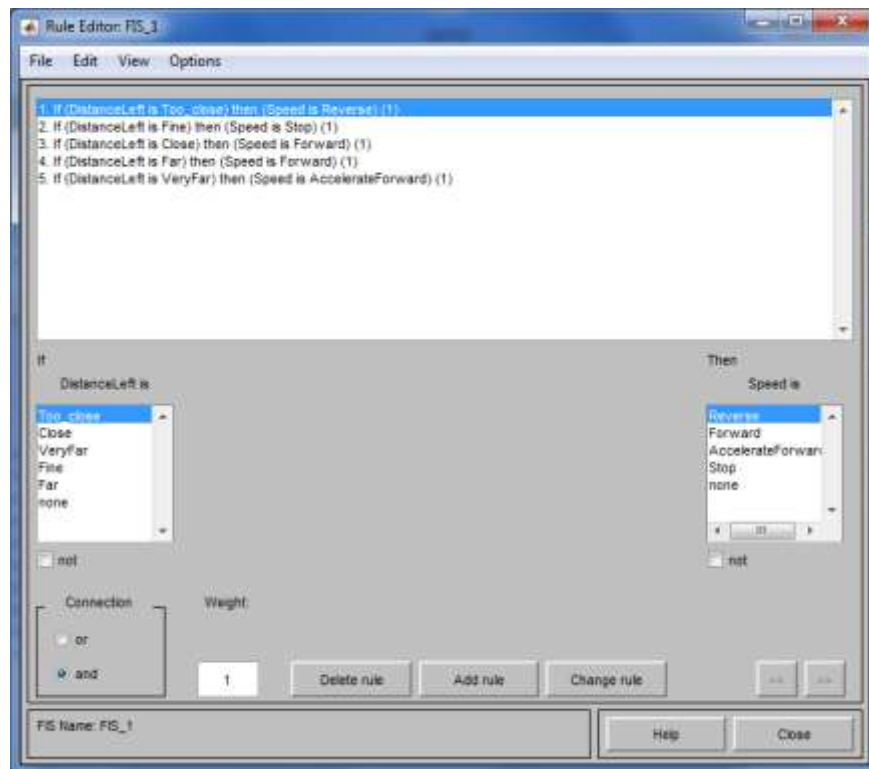 Rule Editor: FIS_1
File Edit View Options
1. If (DistanceLeft is Too_close) then (Speed is Reverse) (1)
2. If (DistanceLeft is Fine) then (Speed is Stop) (1)
3. If (DistanceLeft is Close) then (Speed is Forward) (1)
4. If (DistanceLeft is Far) then (Speed is Forward) (1)
5. If (DistanceLeft is VeryFar) then (Speed is AccelerateForward) (1)
If
Then
DistanceLeft is
Speed is
Too_close
Close
VeryFar
Fine
Far
none
Reverse
Forward
AccelerateForward
Stop
none
not
not
Connection
or
and
Weight:
1
Delete rule
Add rule
Change rule
<<
>>
FIS Name: FIS_1
Help
Close